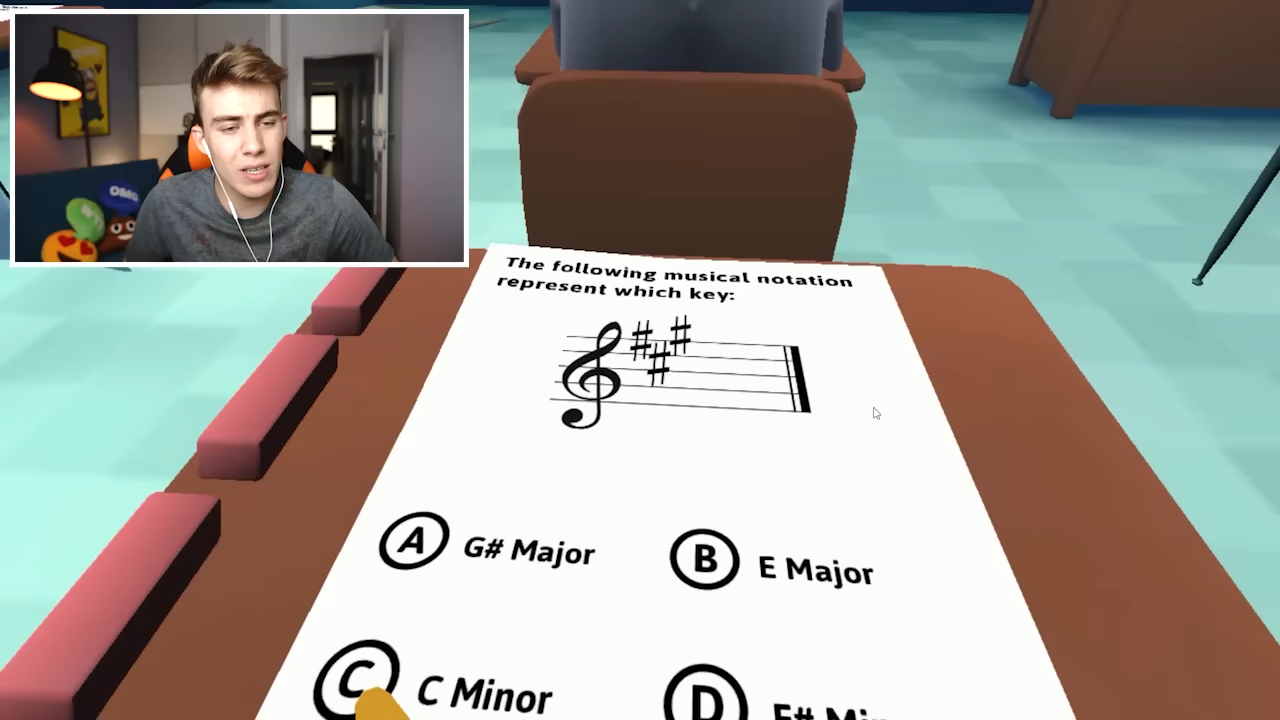 OMG
The following musical notation
represent which key:
A G# Major
B E Major
C C Minor
D